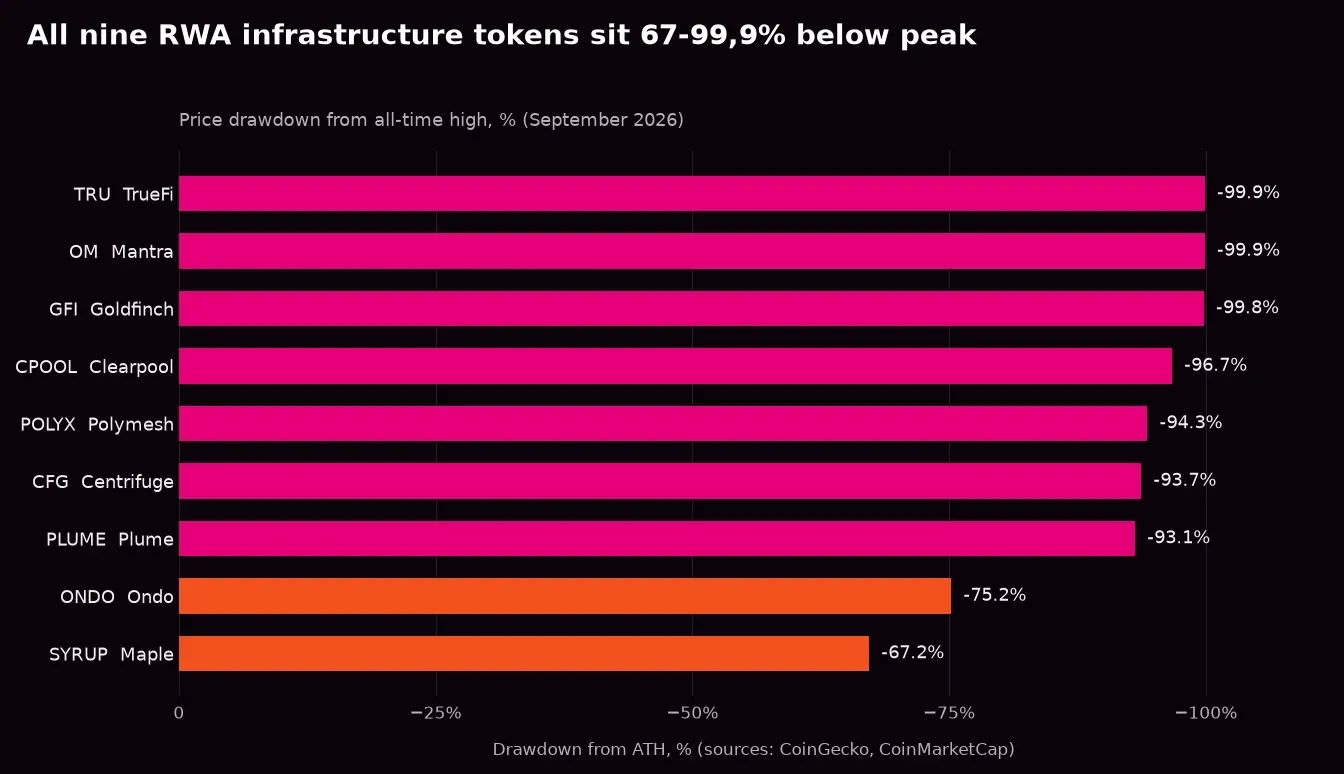 All nine RWA infrastructure tokens sit 67-99,9% below peak
Price drawdown from all-time high, % (September 2026)
TRU TrueFi -99.9%
OM Mantra -99.9%
GFI Goldfinch -99.8%
CPOOL Clearpool -96.7%
POLYX Polymesh -94.3%
CFG Centrifuge -93.7%
PLUME Plume -93.1%
ONDO Ondo -75.2%
SYRUP Maple -67.2%
0 −25% −50% −75% −100%
Drawdown from ATH, % (sources: CoinGecko, CoinMarketCap)